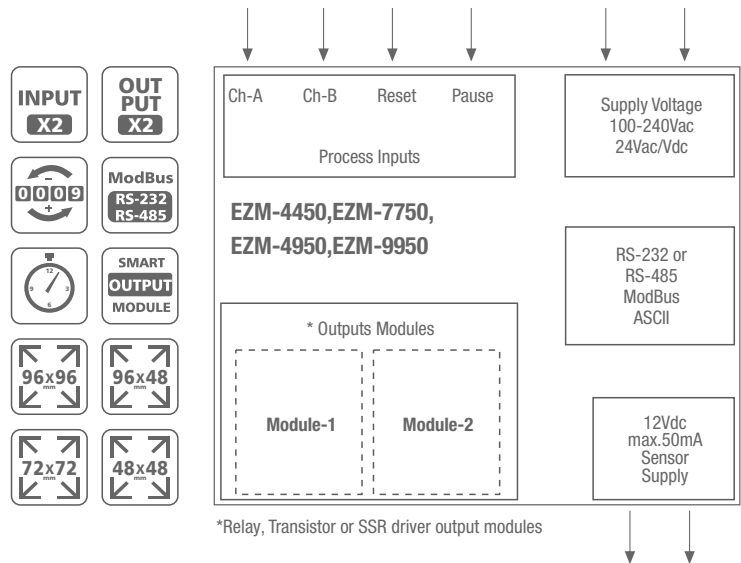 INPUT
X2
OUT
PUT
X2
-
0009
+
ModBus
RS-232
RS-485
12
9 3
6
SMART
OUTPUT
MODULE
96x96
mm
96x48
mm
72x72
mm
48x48
mm
Ch-A Ch-B Reset Pause
Process Inputs
Supply Voltage
100-240Vac
24Vac/Vdc
EZM-4450,EZM-7750,
EZM-4950,EZM-9950
RS-232 or
RS-485
ModBus
ASCII
* Outputs Modules
Module-1 Module-2
12Vdc
max.50mA
Sensor
Supply
*Relay, Transistor or SSR driver output modules